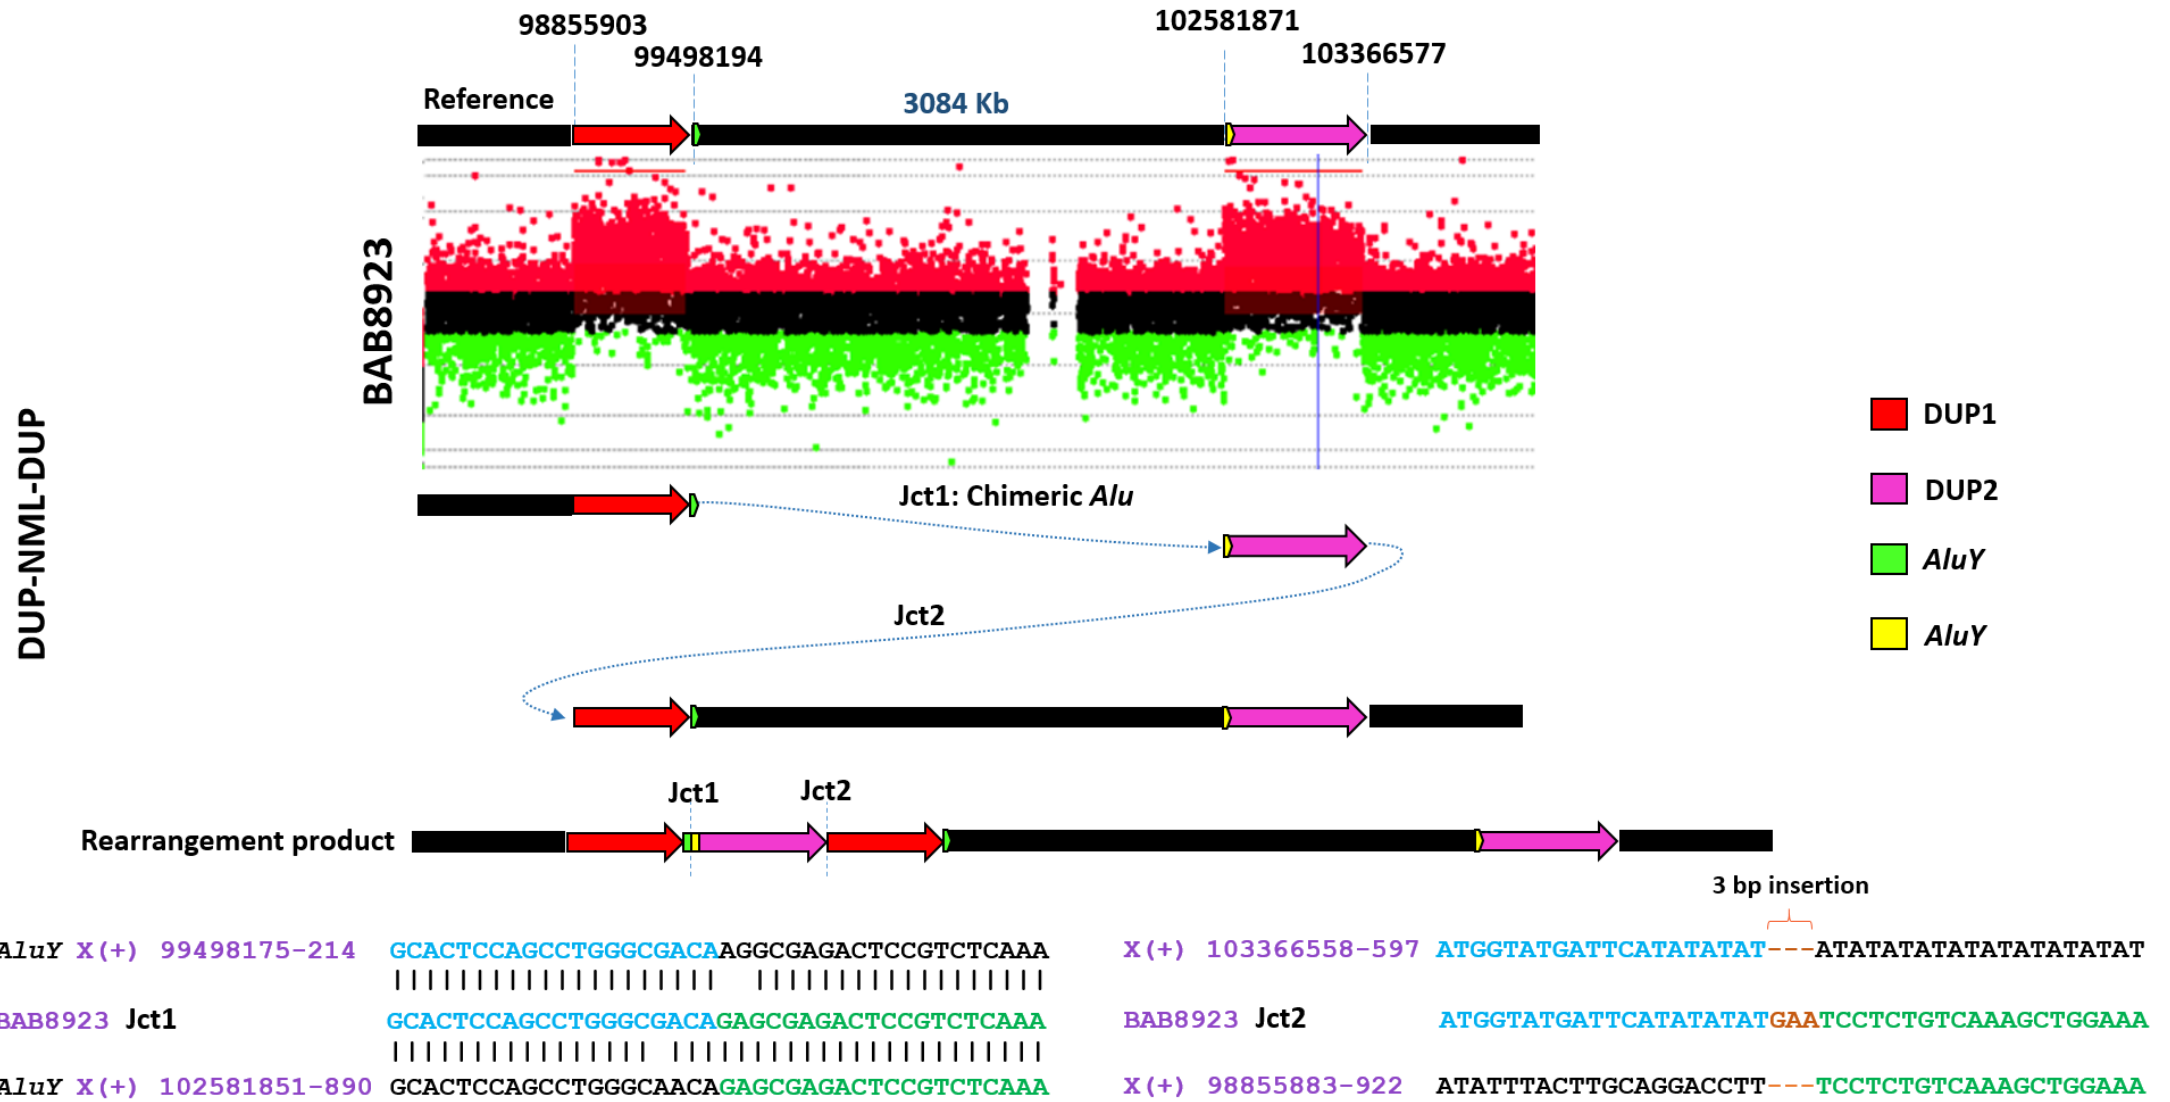 98855903
99498194
102581871
103366577
Reference
3084 Kb
BAB8923
DUP-NML-DUP
DUP1
DUP2
AluY
AluY
Jct1: Chimeric Alu
Jct2
Jct1
Jct2
Rearrangement product
3 bp insertion
AluY X(+) 99498175-214 GCACTCCAGCCTGGGCGACAAGGCGAGACTCCGTCTCAAA
BAB8923 Jct1 GCACTCCAGCCTGGGCGACAGAGCGAGACTCCGTCTCAAA
AluY X(+) 102581851-890 GCACTCCAGCCTGGGCAACAGAGCGAGACTCCGTCTCAAA
X(+) 103366558-597 ATGGTATGATTCATATATAT---ATATATATATATATATATAT
BAB8923 Jct2 ATGGTATGATTCATATATATGAATCCTCTGTCAAAGCTGGAAA
X(+) 98855883-922 ATATTTACTTGCAGGACCTT---TCCTCTGTCAAAGCTGGAAA